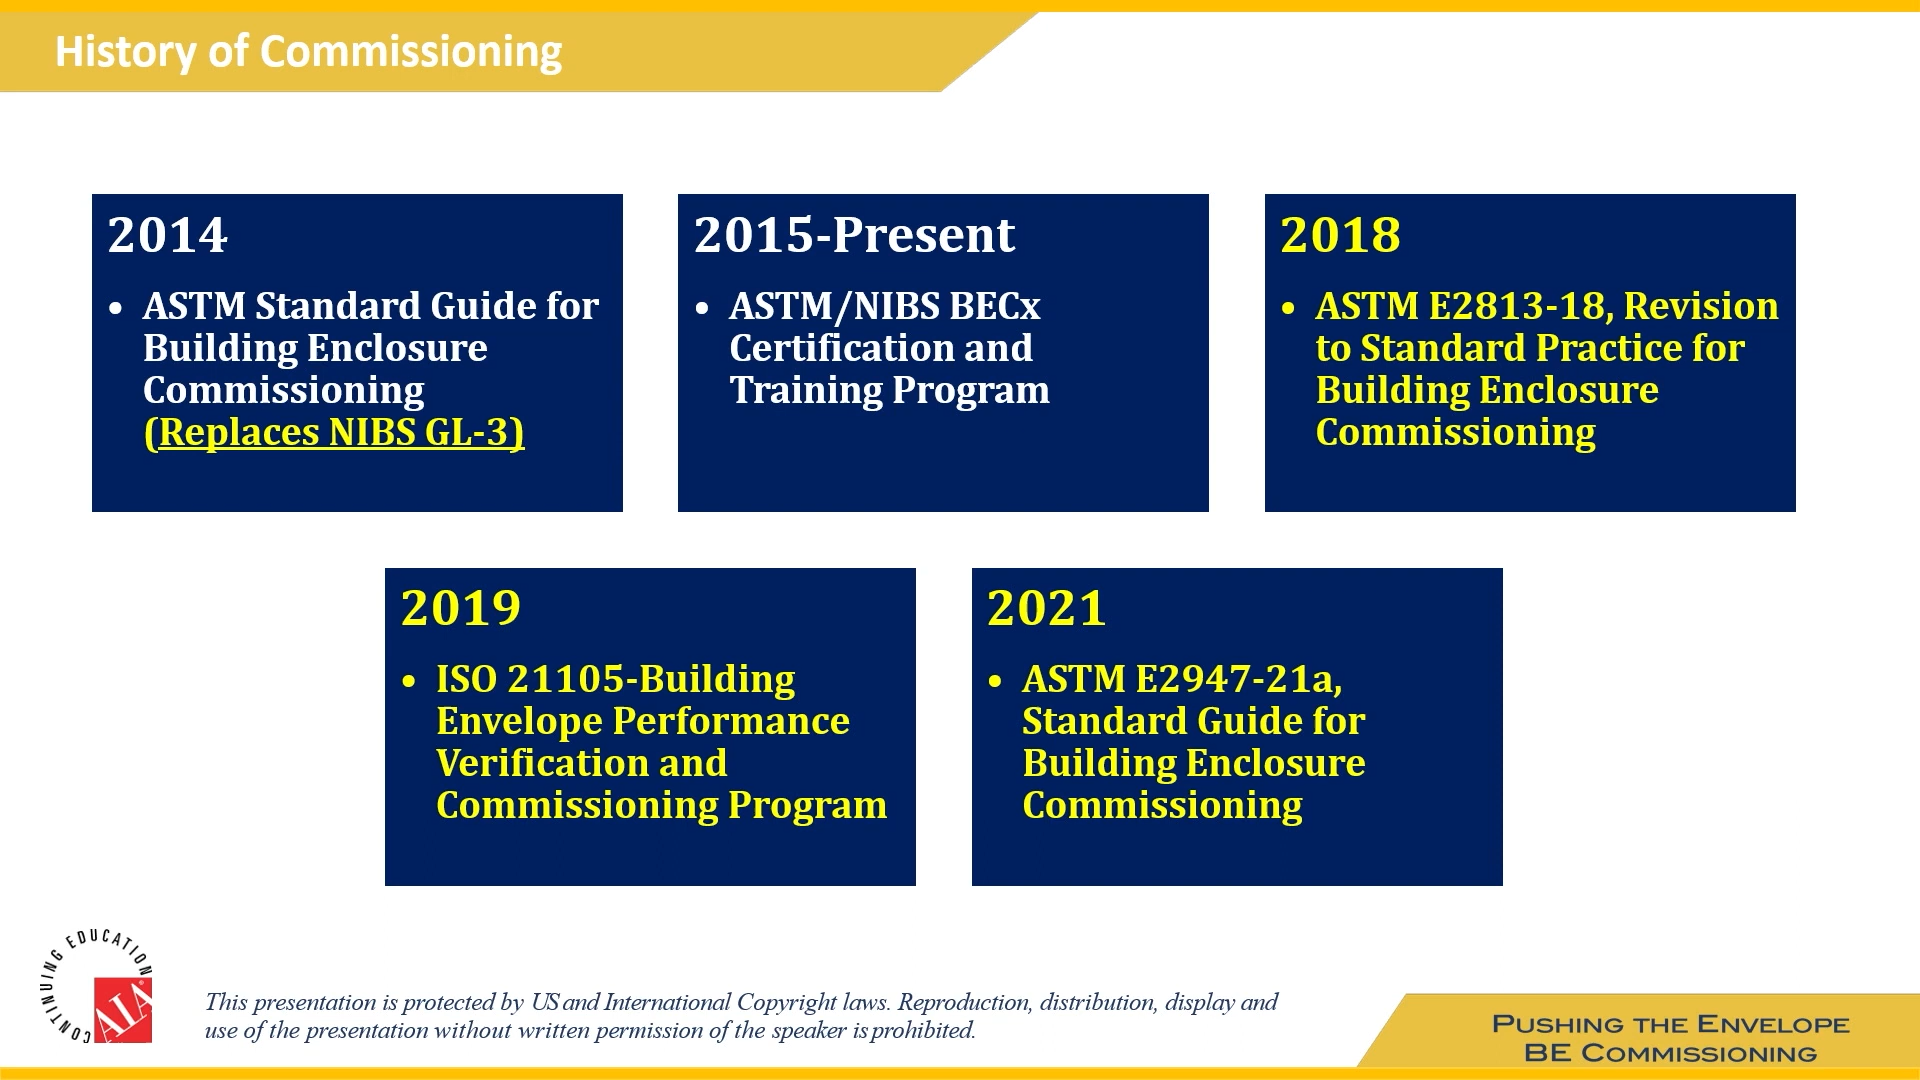 History of Commissioning
2014
• ASTM Standard Guide for
Building Enclosure
Commissioning
(Replaces NIBS GL-3)
2015-Present
• ASTM/NIBS BECx
Certification and
Training Program
2018
• ASTM E2813-18, Revision
to Standard Practice for
Building Enclosure
Commissioning
2019
• ISO 21105-Building
Envelope Performance
Verification and
Commissioning Program
2021
• ASTM E2947-21a,
Standard Guide for
Building Enclosure
Commissioning
CONTINUING EDUCATION
AIA
This presentation is protected by US and International Copyright laws. Reproduction, distribution, display and
use of the presentation without written permission of the speaker is prohibited.
PUSHING THE ENVELOPE
BE COMMISSIONING